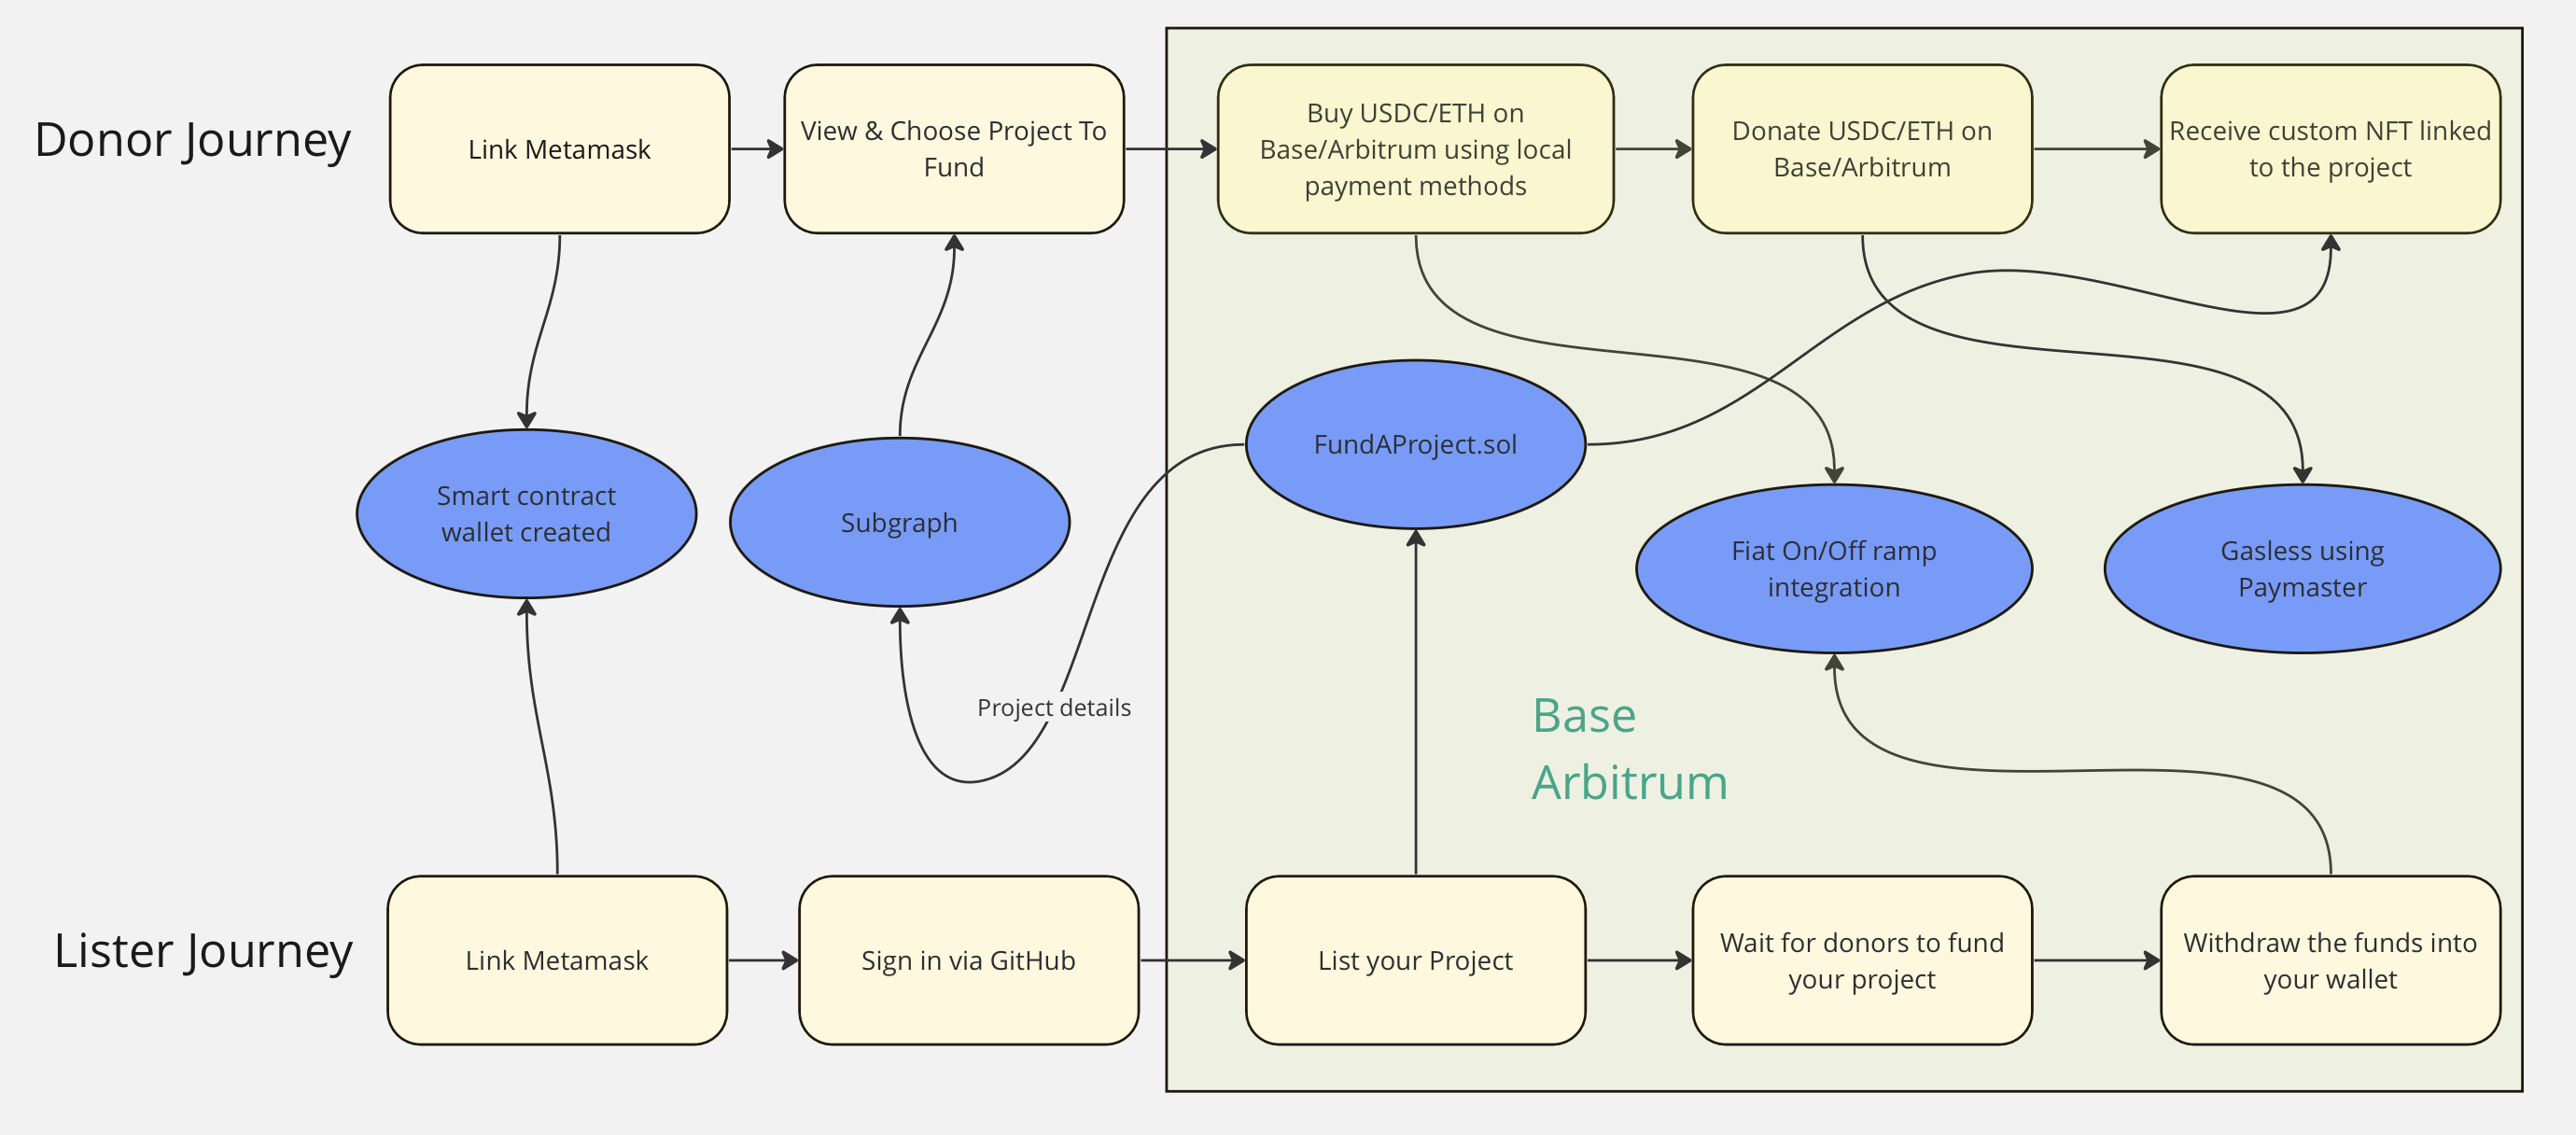 Donor Journey
Link Metamask
View & Choose Project To
Fund
Buy USDC/ETH on
Base/Arbitrum using local
payment methods
Donate USDC/ETH on
Base/Arbitrum
Receive custom NFT linked
to the project
Smart contract
wallet created
Subgraph
FundAProject.sol
Fiat On/Off ramp
integration
Gasless using
Paymaster
Project details
Base
Arbitrum
Lister Journey
Link Metamask
Sign in via GitHub
List your Project
Wait for donors to fund
your project
Withdraw the funds into
your wallet